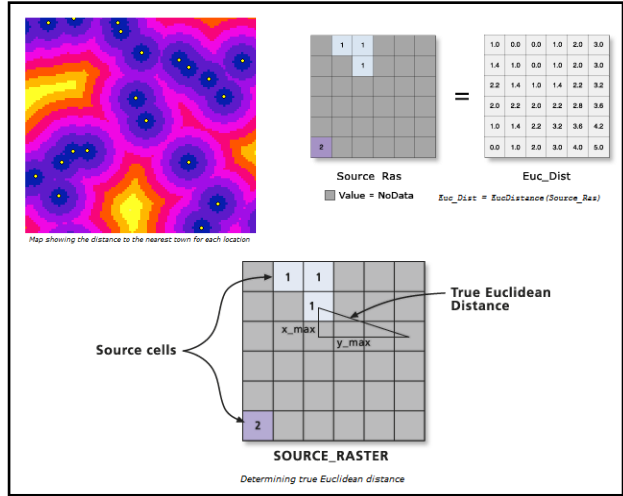 1 1
1
2
Source_Ras
Value = NoData
=
1.0 0.0 0.0 1.0 2.0 3.0
1.4 1.0 0.0 1.0 2.0 3.0
2.2 1.4 1.0 1.4 2.2 3.2
2.0 2.2 2.0 2.2 2.8 3.6
1.0 1.4 2.2 3.2 3.6 4.2
0.0 1.0 2.0 3.0 4.0 5.0
Euc_Dist
Euc_Dist = EucDistance(Source_Ras)
Map showing the distance to the nearest town for each location
1 1
1
True Euclidean
Distance
x_max
y_max
Source cells
2
SOURCE_RASTER
Determining true Euclidean distance